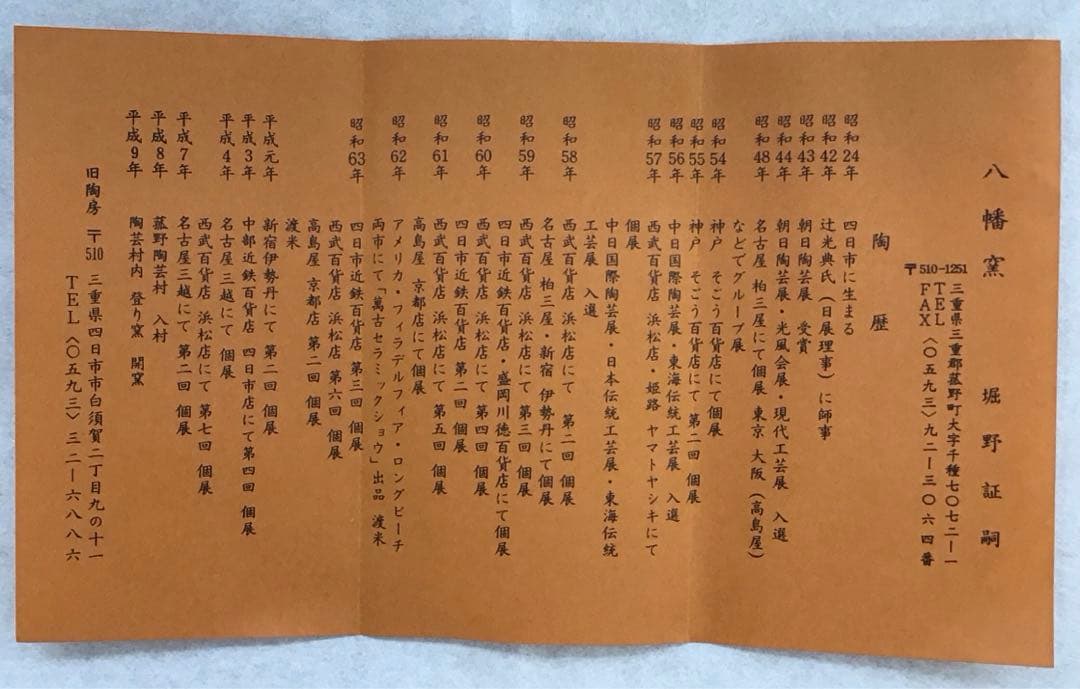 八幡窯 堀野証嗣
〒510-1251 三重県三重郡菰野町大字千種七〇七二ー一
TEL
FAX 〈〇五九三〉九二ー三〇六四番
陶歴
昭和24年 四日市に生まる
昭和42年 辻光典氏(日展理事)に師事
昭和43年 朝日陶芸展 受賞
昭和44年 朝日陶芸展・光風会展・現代工芸展 入選
昭和48年 名古屋 柏三屋にて個展 東京 大阪(高島屋)
などでグループ展
昭和54年 神戸 そごう百貨店にて個展
昭和55年 神戸 そごう百貨店にて 第二回 個展
昭和56年 中日国際陶芸展・東海伝統工芸展 入選
昭和57年 西武百貨店 浜松店・姫路 ヤマトヤシキにて
個展
中日国際陶芸展・日本伝統工芸展・東海伝統
工芸展 入選
昭和58年 西武百貨店 浜松店にて 第二回 個展
名古屋 柏三屋・新宿 伊勢丹にて個展
昭和59年 西武百貨店 浜松店にて 第三回 個展
四日市近鉄百貨店・盛岡川徳百貨店にて個展
昭和60年 西武百貨店 浜松店にて 第四回 個展
四日市近鉄百貨店 第二回 個展
昭和61年 西武百貨店 浜松店にて 第五回 個展
高島屋 京都店にて個展
昭和62年 アメリカ・フィラデルフィア・ロングビーチ
両市にて「萬古セラミックショウ」出品 渡米
昭和63年 四日市近鉄百貨店 第三回 個展
西武百貨店 浜松店 第六回 個展
高島屋 京都店 第二回 個展
渡米
平成元年 新宿伊勢丹にて 第二回 個展
平成3年 中部近鉄百貨店 四日市店にて第四回 個展
平成4年 名古屋三越にて 個展
西武百貨店 浜松店にて 第七回 個展
平成7年 名古屋三越にて 第二回 個展
平成8年 菰野陶芸村 入村
平成9年 陶芸村内 登り窯 開窯
旧陶房 〒510 三重県四日市市白須賀二丁目九の十一
TEL〈〇五九三〉三二ー六八八六